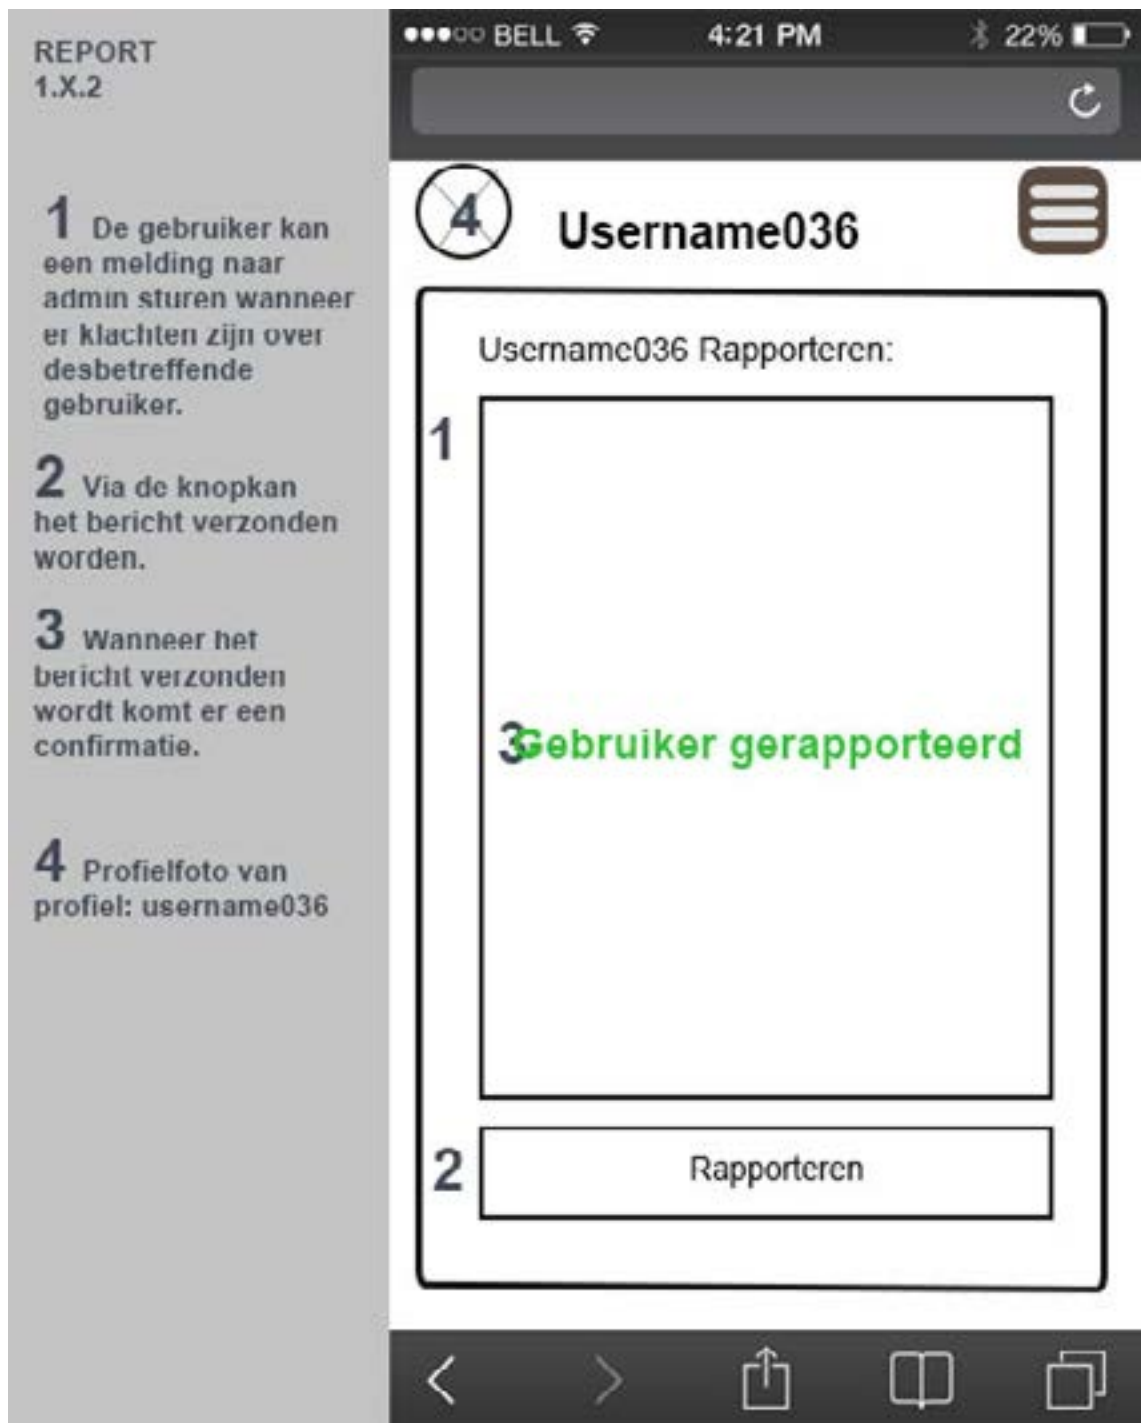 REPORT
1.X.2
1 De gebruiker kan
een melding naar
admin sturen wanneer
er klachten zijn over
desbetreffende
gebruiker.
2 Via de knopkan
het bericht verzonden
worden.
3 Wanneer het
bericht verzonden
wordt komt er een
confirmatie.
4 Profielfoto van
profiel: username036
BELL 4:21 PM 22%
4 Username036
Username036 Rapporteren:
1
3 Gebruiker gerapporteerd
2 Rapporteren